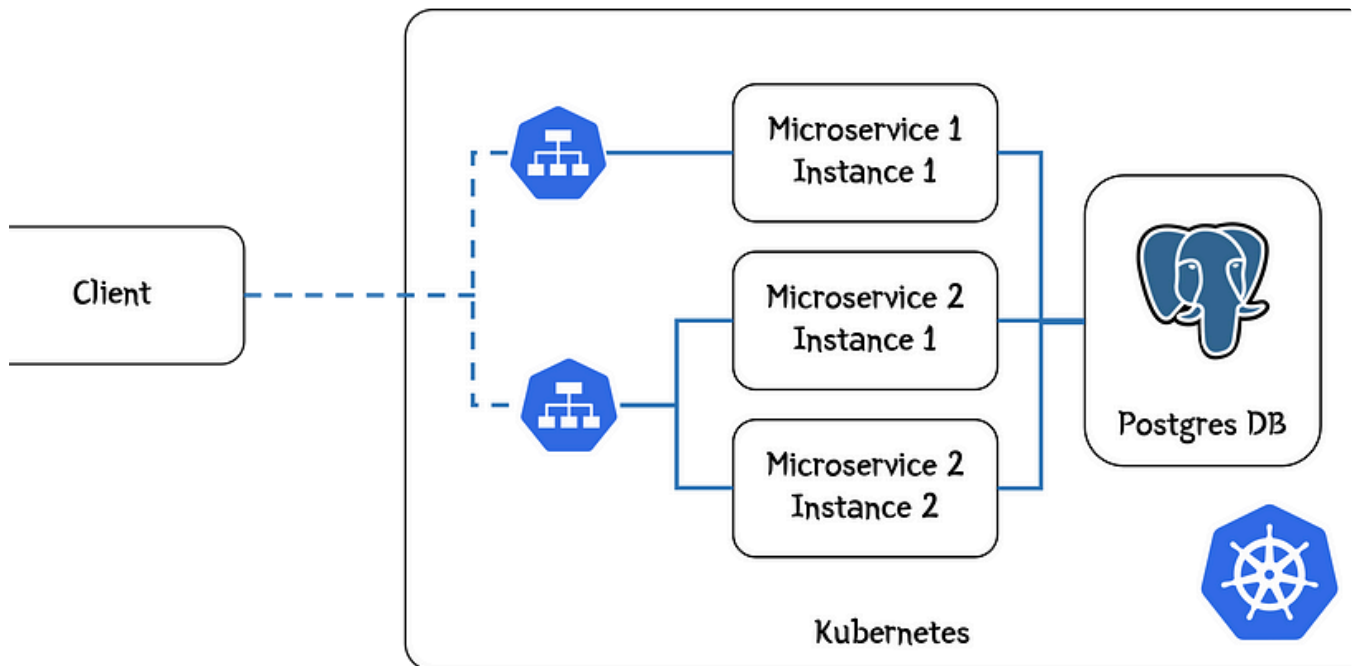 Client
Microservice 1
Instance 1
Microservice 2
Instance 1
Microservice 2
Instance 2
Postgres DB
Kubernetes